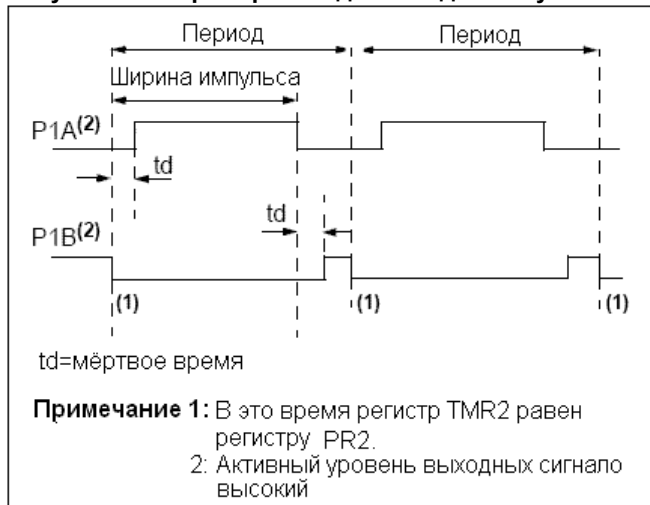 Период Период
Ширина импульса
P1A(2)
td
td
P1B(2)
(1) (1) (1)
td=мёртвое время
Примечание 1: В это время регистр TMR2 равен
регистру PR2.
2: Активный уровень выходных сигнало
высокий